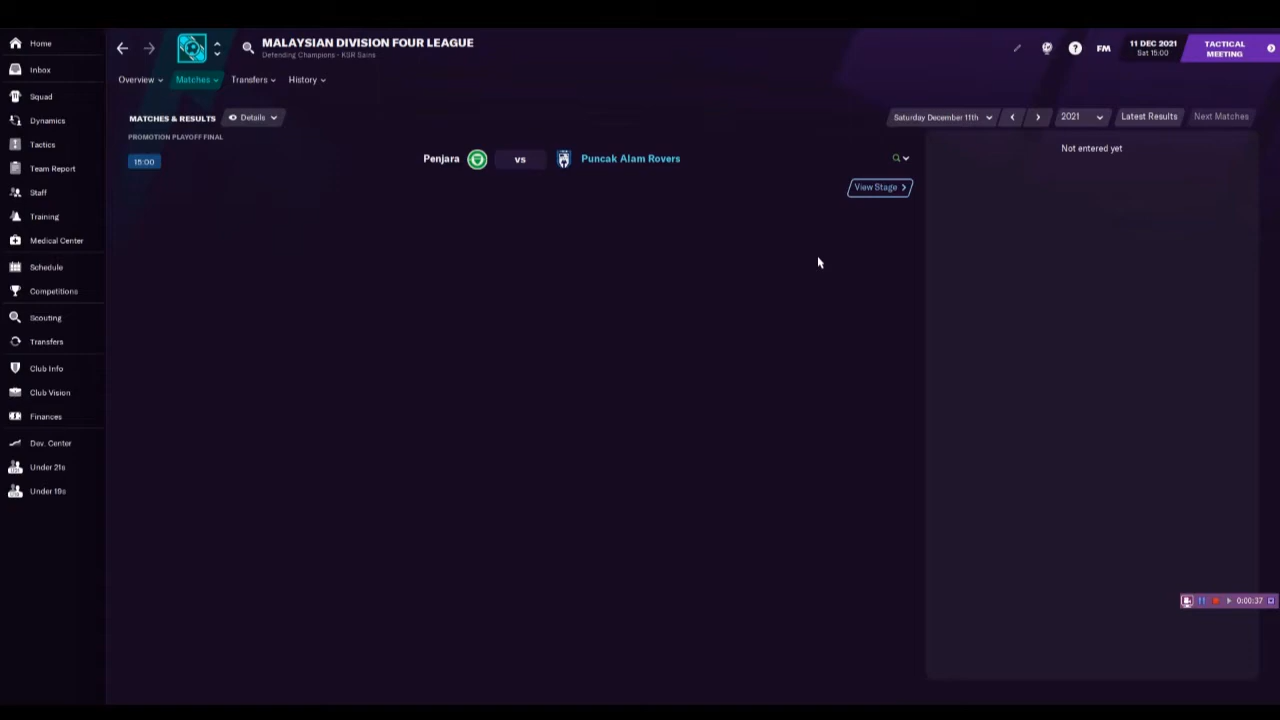 Home
Inbox
Squad
Dynamics
Tactics
Team Report
Staff
Training
Medical Center
Schedule
Competitions
Scouting
Transfers
Club Info
Club Vision
Finances
Dev. Center
Under 21s
Under 19s
MALAYSIAN DIVISION FOUR LEAGUE
Defending Champions - KSR Sains
FM
11 DEC 2021
Sat 15:00
TACTICAL
MEETING
Overview
Matches
Transfers
History
MATCHES & RESULTS
Details
Saturday December 11th
2021
Latest Results
Next Matches
PROMOTION PLAYOFF FINAL
15:00
Penjara
vs
Puncak Alam Rovers
View Stage
Not entered yet
0:00:37